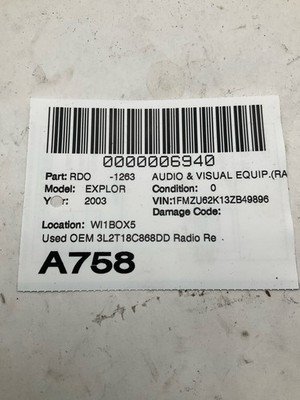 0000006940
Part: RDO -1263 AUDIO & VISUAL EQUIP.(RA
Model: EXPLOR Condition: 0
2003 VIN:1FMZU62K13ZB49896
Damage Code:
Location: WI1BOX5
Used OEM 3L2T18C868DD Radio Re
A758